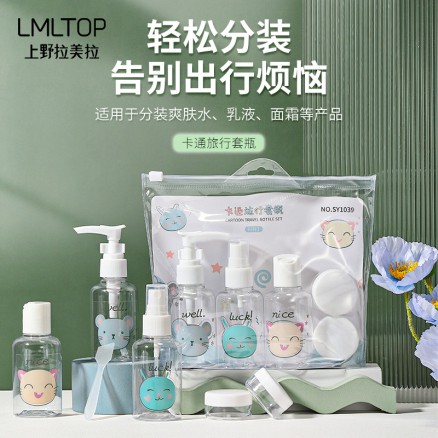 LMLTOP
上野拉美拉
轻松分装
告别出行烦恼
适用于分装爽肤水、乳液、面霜等产品
卡通旅行套瓶
卡通旅行套瓶
CARTOON TRAVEL BOTTLE SET
NO.SY1039
well.
luck!
nice
well.
luck!